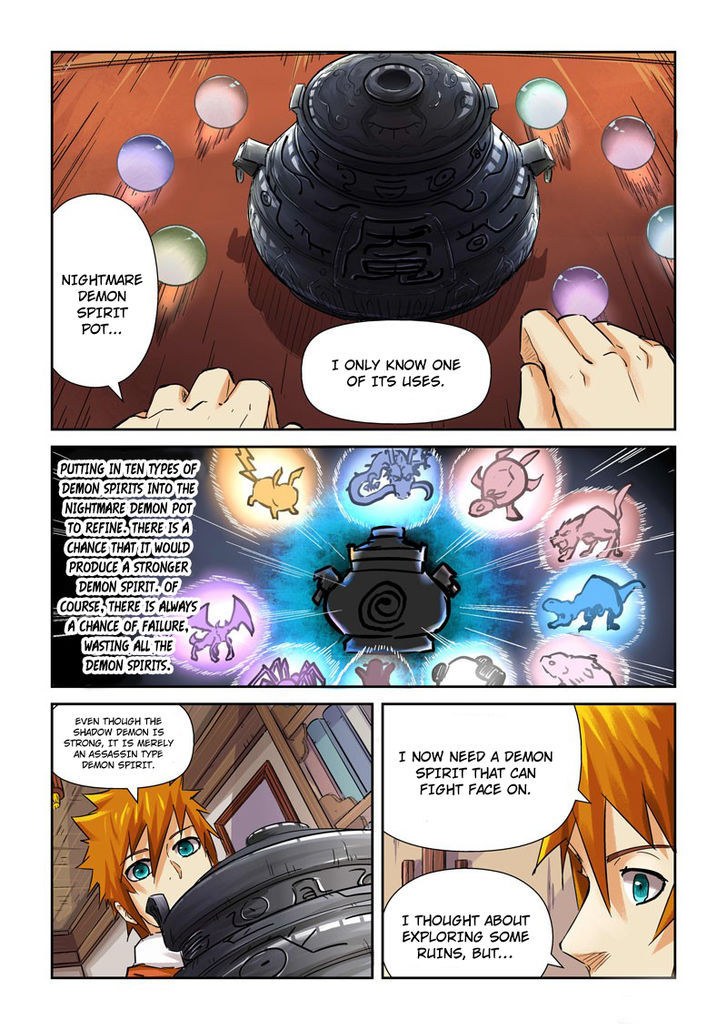 NIGHTMARE
DEMON
SPIRIT
POT...
I ONLY KNOW ONE
OF ITS USES.
PUTTING IN TEN TYPES OF
DEMON SPIRITS INTO THE
NIGHTMARE DEMON POT
TO REFINE. THERE IS A
CHANCE THAT IT WOULD
PRODUCE A STRONGER
DEMON SPIRIT. OF
COURSE, THERE IS ALWAYS
A CHANCE OF FAILURE,
WASTING ALL THE
DEMON SPIRITS.
EVEN THOUGH THE
SHADOW DEMON IS
STRONG, IT IS MERELY
AN ASSASSIN TYPE
DEMON SPIRIT.
I NOW NEED A DEMON
SPIRIT THAT CAN
FIGHT FACE ON.
I THOUGHT ABOUT
EXPLORING SOME
RUINS, BUT...